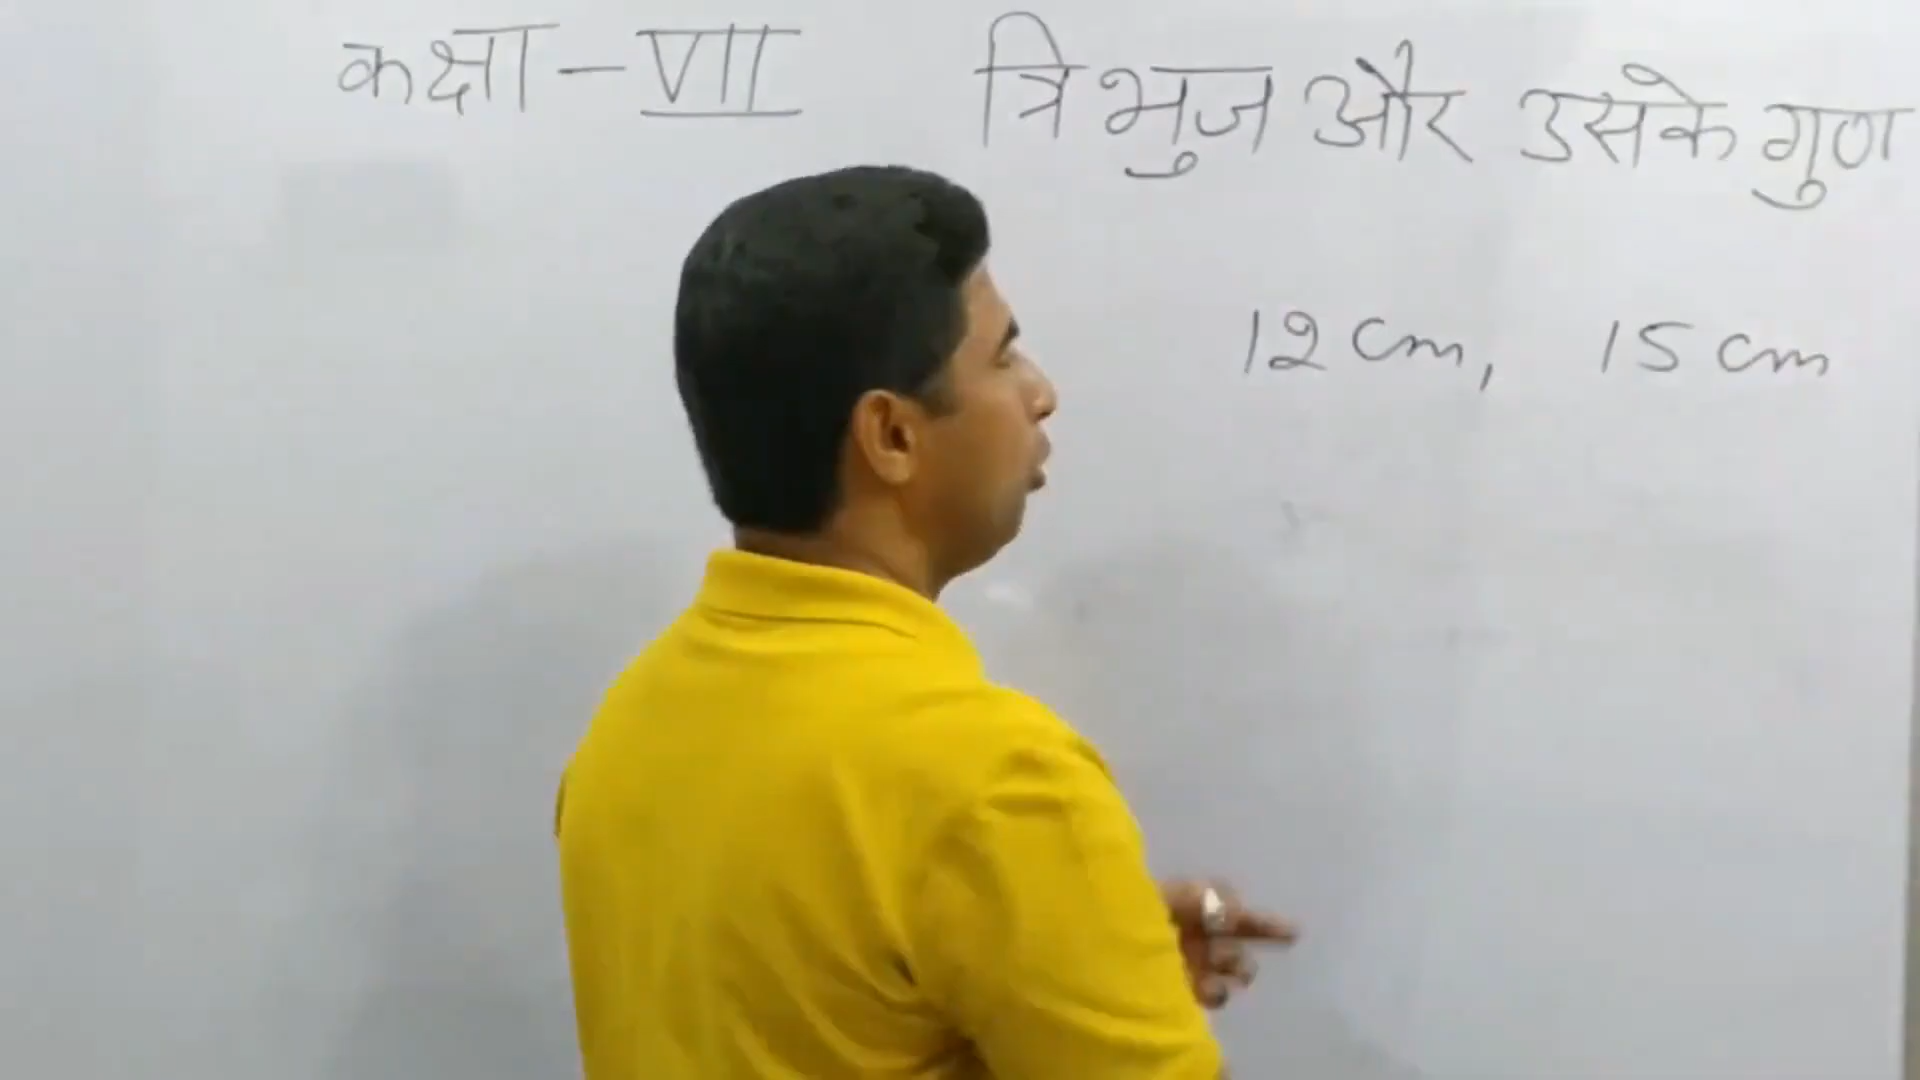 कक्षा - VII त्रिभुज और उसके गुण
12 cm, 15 cm